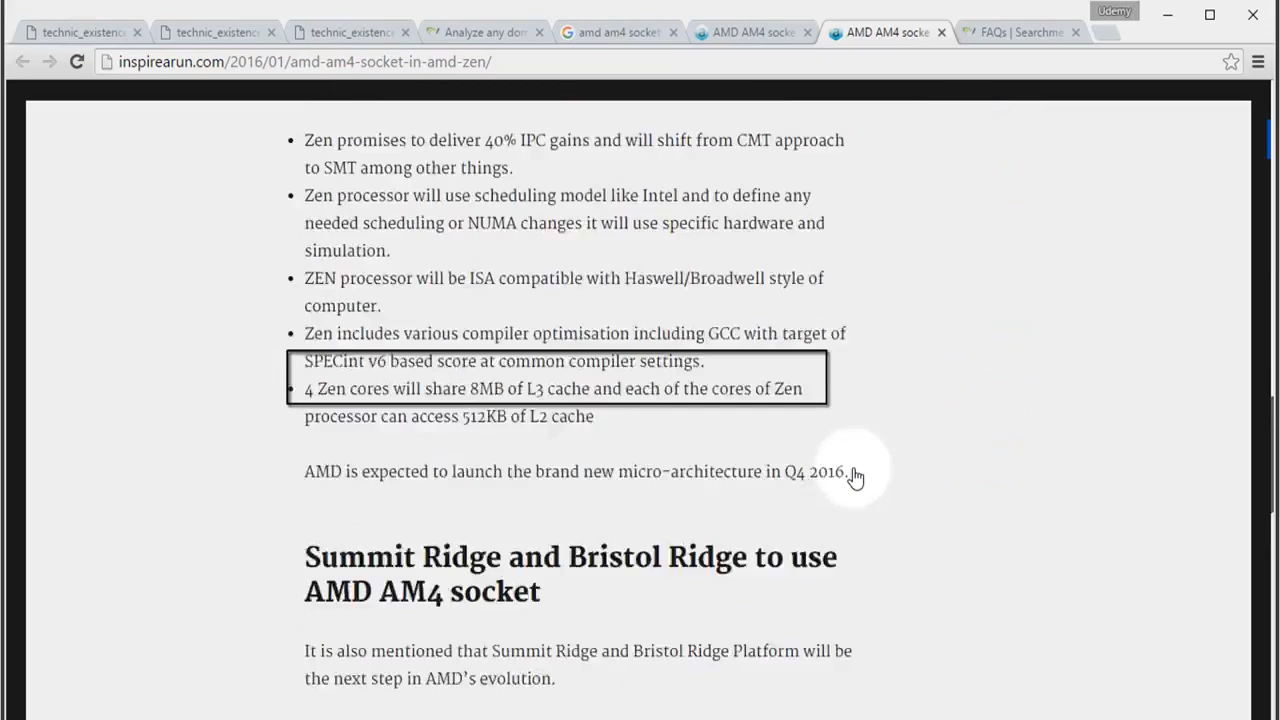 Udemy
technic_existenc
technic_existenc
technic_existenc
Analyze any dom
amd am4 socket
AMD AM4 socke
AMD AM4 socke
FAQs | Searchme
inspirearun.com/2016/01/amd-am4-socket-in-amd-zen/
• Zen promises to deliver 40% IPC gains and will shift from CMT approach
to SMT among other things.
• Zen processor will use scheduling model like Intel and to define any
needed scheduling or NUMA changes it will use specific hardware and
simulation.
• ZEN processor will be ISA compatible with Haswell/Broadwell style of
computer.
• Zen includes various compiler optimisation including GCC with target of
SPECint v6 based score at common compiler settings.
• 4 Zen cores will share 8MB of L3 cache and each of the cores of Zen
processor can access 512KB of L2 cache
AMD is expected to launch the brand new micro-architecture in Q4 2016.
Summit Ridge and Bristol Ridge to use
AMD AM4 socket
It is also mentioned that Summit Ridge and Bristol Ridge Platform will be
the next step in AMD's evolution.